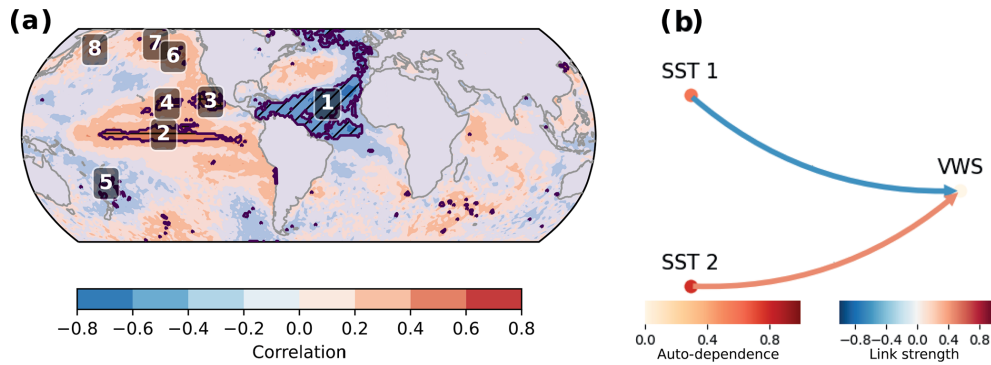 (a)
8
7
6
4
3
1
2
5
−0.8 −0.6 −0.4 −0.2 0.0 0.2 0.4 0.6 0.8
Correlation
(b)
SST 1
VWS
SST 2
0.0 0.4 0.8
Auto-dependence
−0.8 −0.4 0.0 0.4 0.8
Link strength